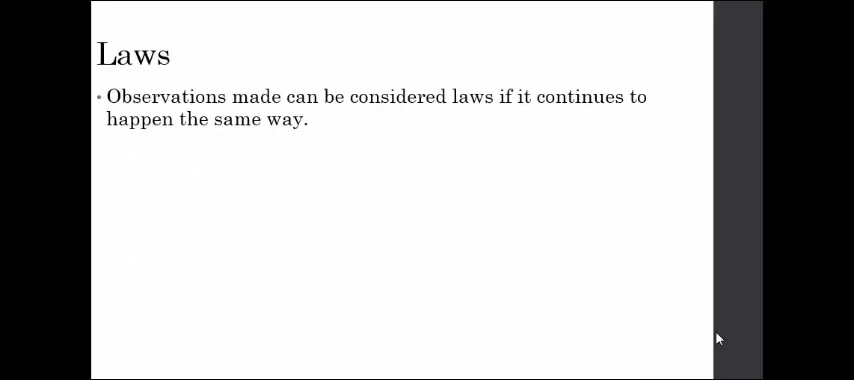 Laws
• Observations made can be considered laws if it continues to
happen the same way.